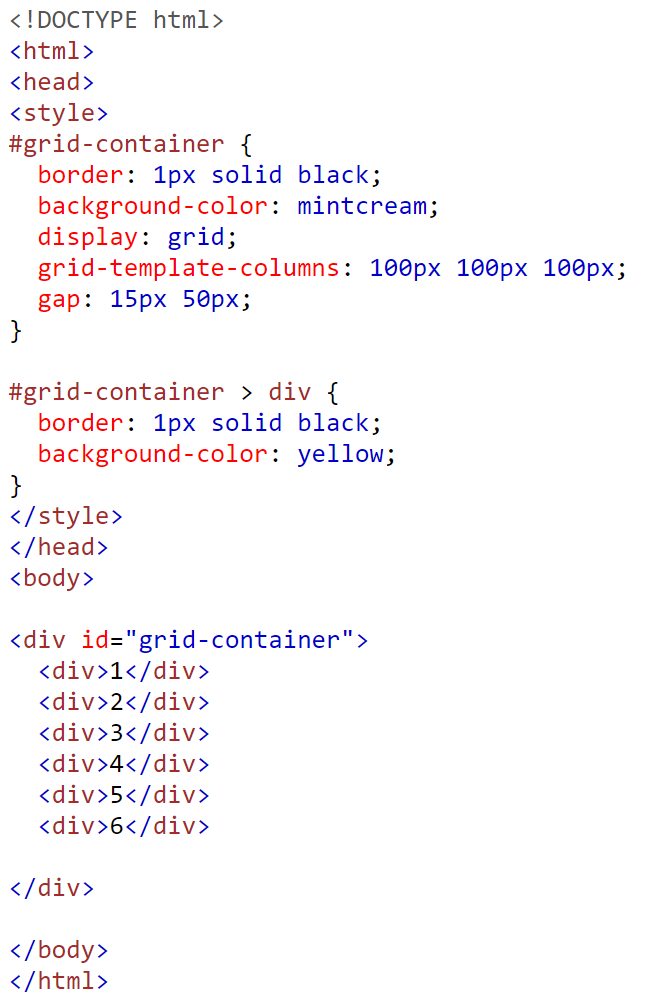 <!DOCTYPE html>
<html>
<head>
<style>
#grid-container {
  border: 1px solid black;
  background-color: mintcream;
  display: grid;
  grid-template-columns: 100px 100px 100px;
  gap: 15px 50px;
}

#grid-container > div {
  border: 1px solid black;
  background-color: yellow;
}
</style>
</head>
<body>

<div id="grid-container">
  <div>1</div>
  <div>2</div>
  <div>3</div>
  <div>4</div>
  <div>5</div>
  <div>6</div>

</div>

</body>
</html>